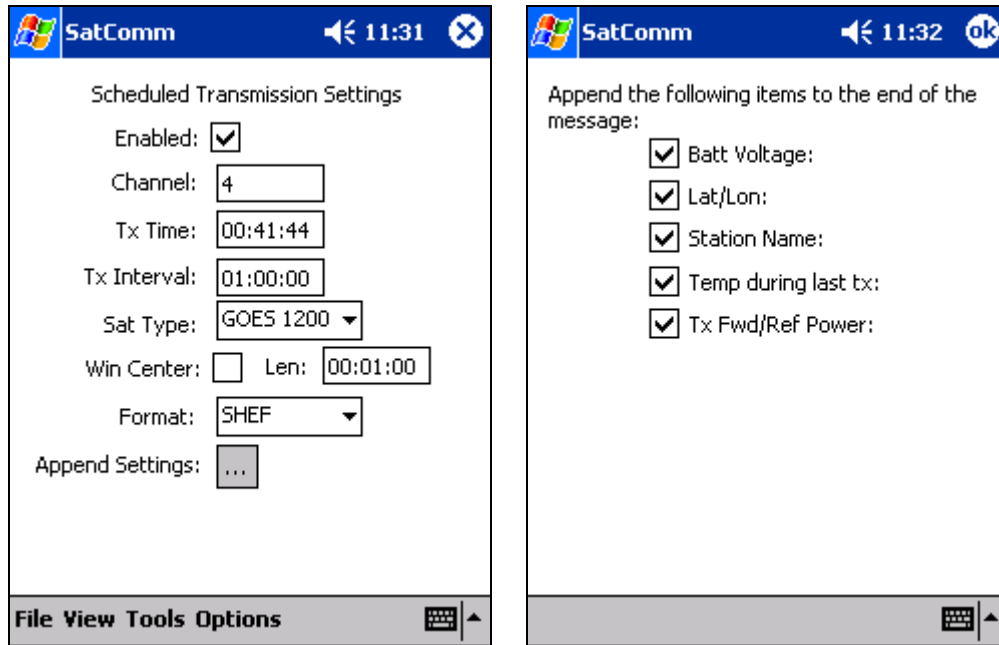 SatComm 11:31
Scheduled Transmission Settings
Enabled:
Channel: 4
Tx Time: 00:41:44
Tx Interval: 01:00:00
Sat Type: GOES 1200
Win Center: Len: 00:01:00
Format: SHEF
Append Settings: ...
File View Tools Options
SatComm 11:32 ok
Append the following items to the end of the
message:
Batt Voltage:
Lat/Lon:
Station Name:
Temp during last tx:
Tx Fwd/Ref Power: